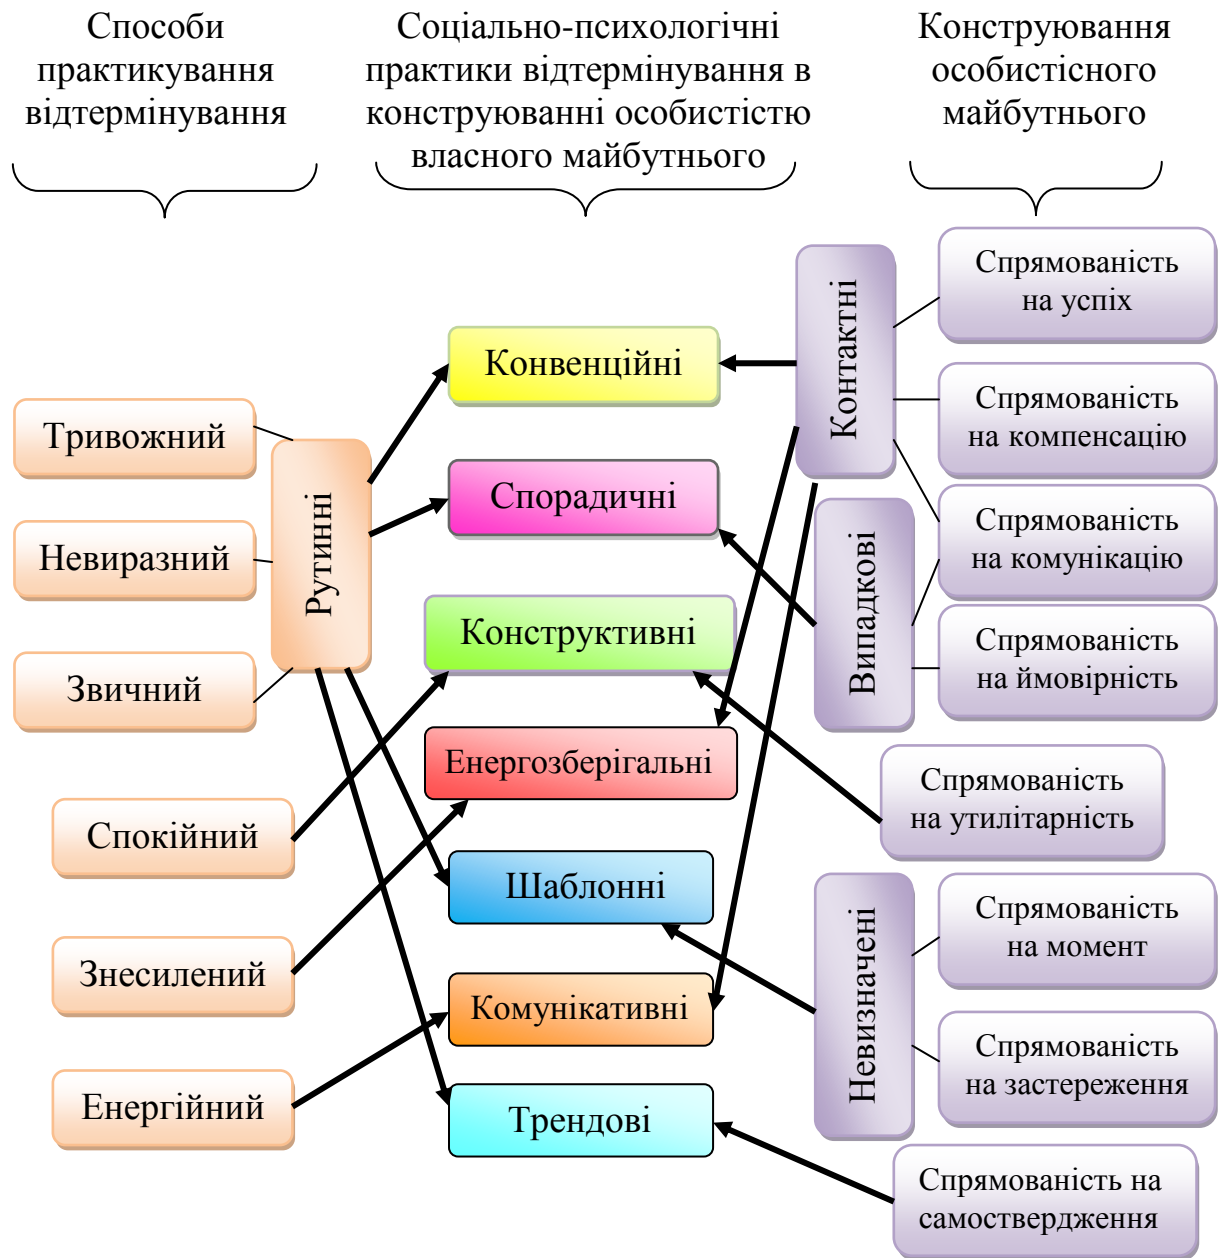 Способи
практикування
відтермінування
Соціально-психологічні
практики відтермінування в
конструюванні особистістю
власного майбутнього
Конструювання
особистісного
майбутнього
Тривожний
Невиразний
Звичний
Рутинні
Спокійний
Знесилений
Енергійний
Конвенційні
Спорадичні
Конструктивні
Енергозберігальні
Шаблонні
Комунікативні
Трендові
Контактні
Випадкові
Невизначені
Спрямованість
на успіх
Спрямованість
на компенсацію
Спрямованість
на комунікацію
Спрямованість
на ймовірність
Спрямованість
на утилітарність
Спрямованість
на момент
Спрямованість
на застереження
Спрямованість на
самоствердження